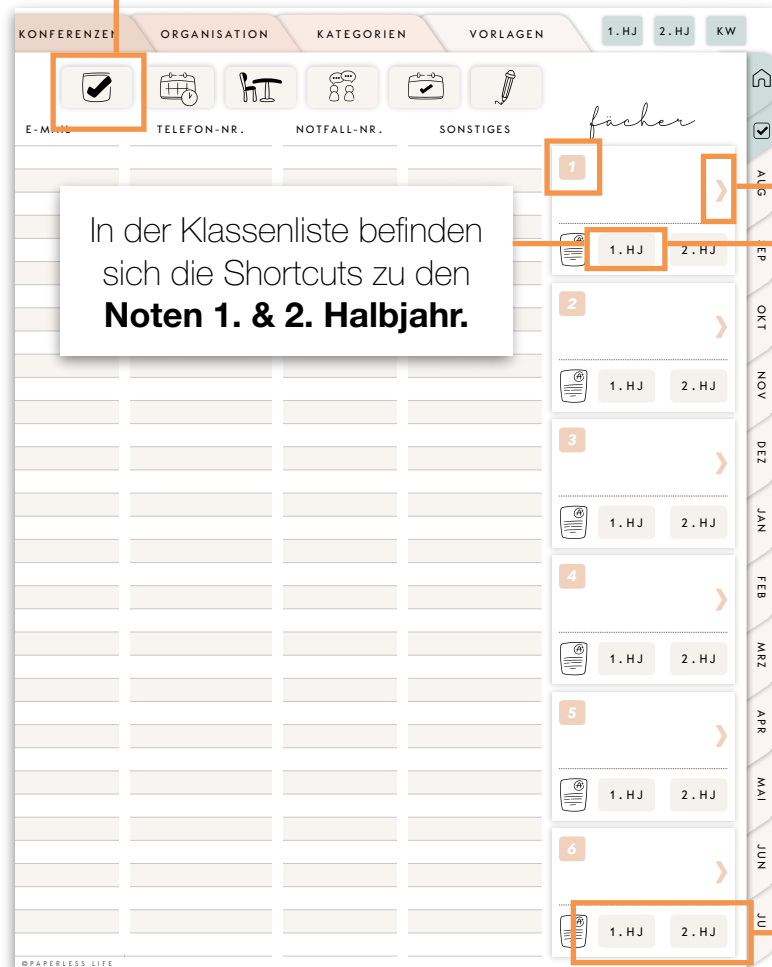 KONFERENZEN ORGANISATION KATEGORIEN VORLAGEN 1.HJ 2.HJ KW
E-MAIL TELEFON-NR. NOTFALL-NR. SONSTIGES
fächer
In der Klassenliste befinden
sich die Shortcuts zu den
Noten 1. & 2. Halbjahr.
1
1.HJ 2.HJ
2
1.HJ 2.HJ
3
1.HJ 2.HJ
4
1.HJ 2.HJ
5
1.HJ 2.HJ
6
1.HJ 2.HJ
AUG
SEP
OKT
NOV
DEZ
JAN
FEB
MRZ
APR
MAI
JUN
JU
©PAPERLESS LIFE